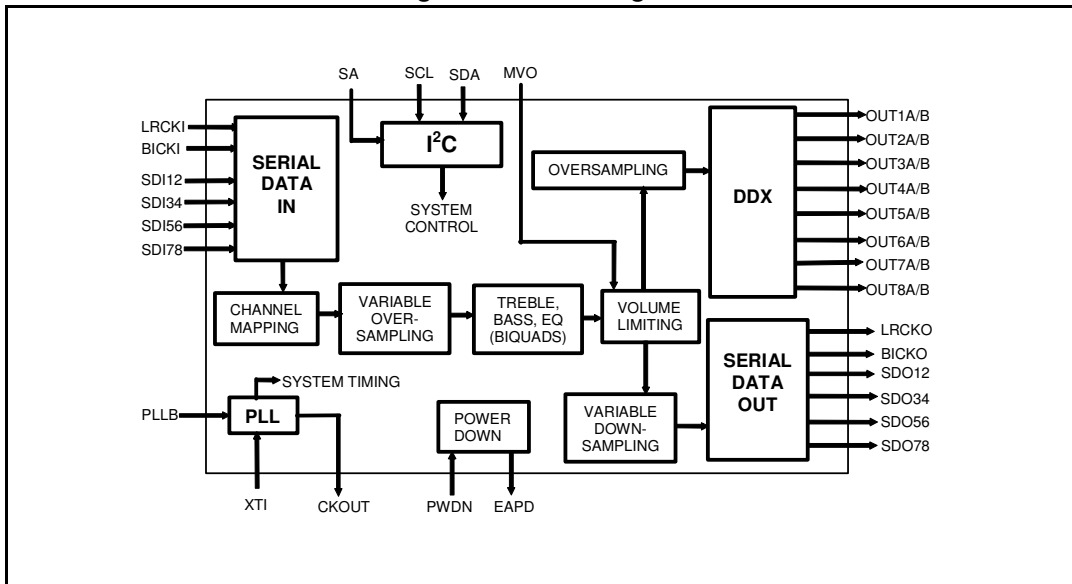 SA
SCL
SDA
MVO
LRCKI
BICKI
SDI12
SDI34
SDI56
SDI78
SERIAL
DATA
IN
I²C
SYSTEM
CONTROL
OVERSAMPLING
DDX
OUT1A/B
OUT2A/B
OUT3A/B
OUT4A/B
OUT5A/B
OUT6A/B
OUT7A/B
OUT8A/B
CHANNEL
MAPPING
VARIABLE
OVER-
SAMPLING
TREBLE,
BASS, EQ
(BIQUADS)
VOLUME
LIMITING
SERIAL
DATA
OUT
LRCKO
BICKO
SDO12
SDO34
SDO56
SDO78
SYSTEM TIMING
PLLB
PLL
POWER
DOWN
VARIABLE
DOWN-
SAMPLING
XTI
CKOUT
PWDN
EAPD